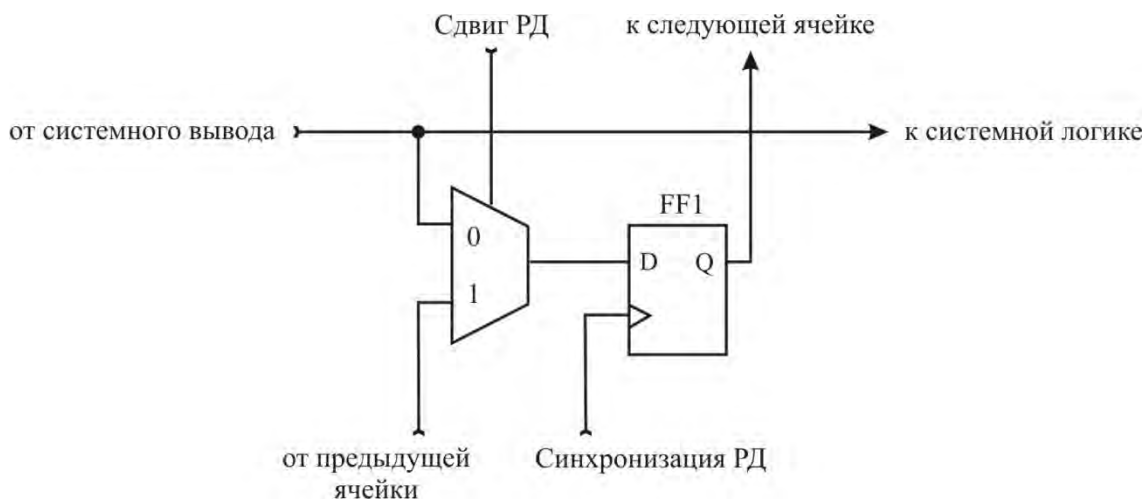 Сдвиг РД
к следующей ячейке
от системного вывода
к системной логике
FF1
0
D Q
1
от предыдущей
ячейки
Синхронизация РД